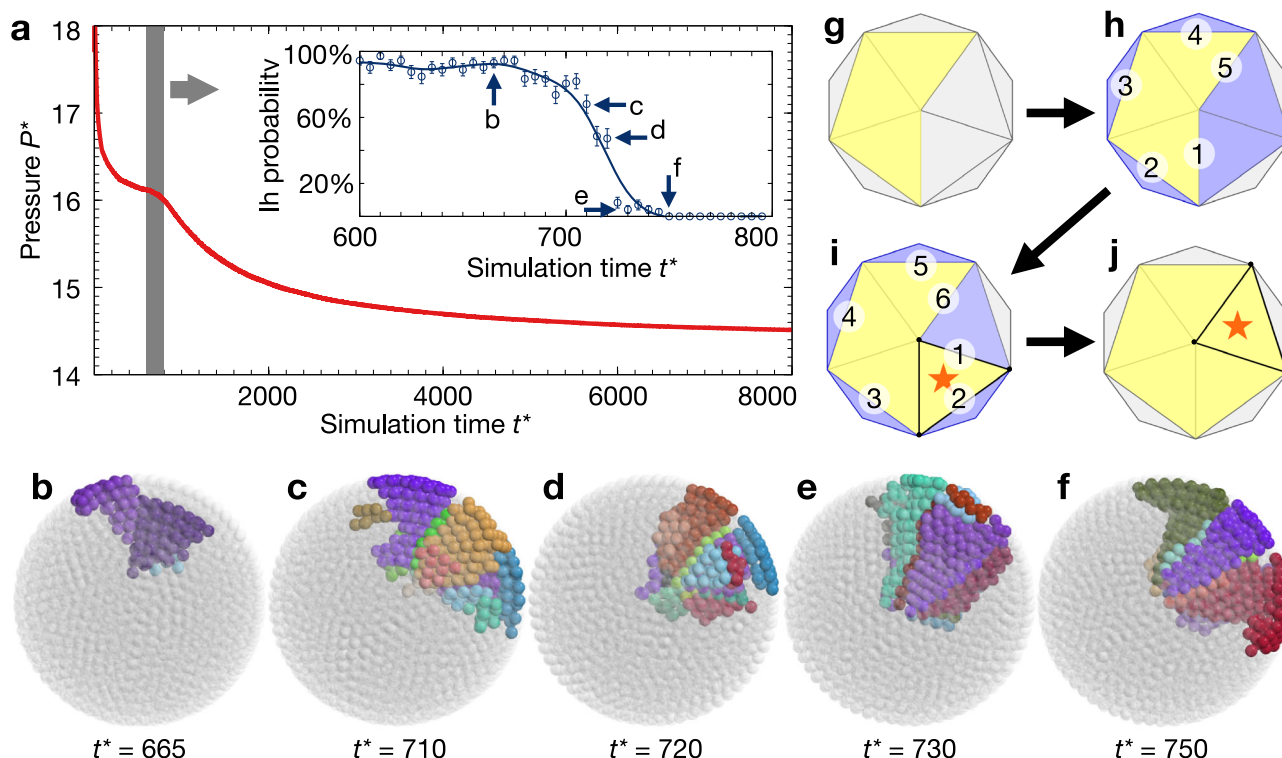 a
18
17
16
15
14
Pressure P*
2000
4000
6000
8000
Simulation time t*
100%
60%
20%
Ih probability
b
c
d
e
f
600
700
800
Simulation time t*
g
h
4
5
3
2
1
i
5
6
4
1
3
2
j
b
c
d
e
f
t* = 665
t* = 710
t* = 720
t* = 730
t* = 750